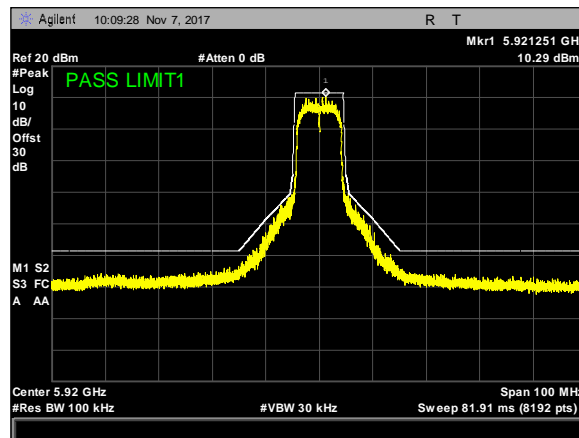 Agilent 10:09:28 Nov 7, 2017 R T
Mkr1 5.921251 GH
Ref 20 dBm #Atten 0 dB 10.29 dBm
#Peak
PASS LIMIT1
Log
10
dB/
Offst
30
dB
1
M1 S2
S3 FC
A AA
Center 5.92 GHz Span 100 MHz
#Res BW 100 kHz #VBW 30 kHz Sweep 81.91 ms (8192 pts)